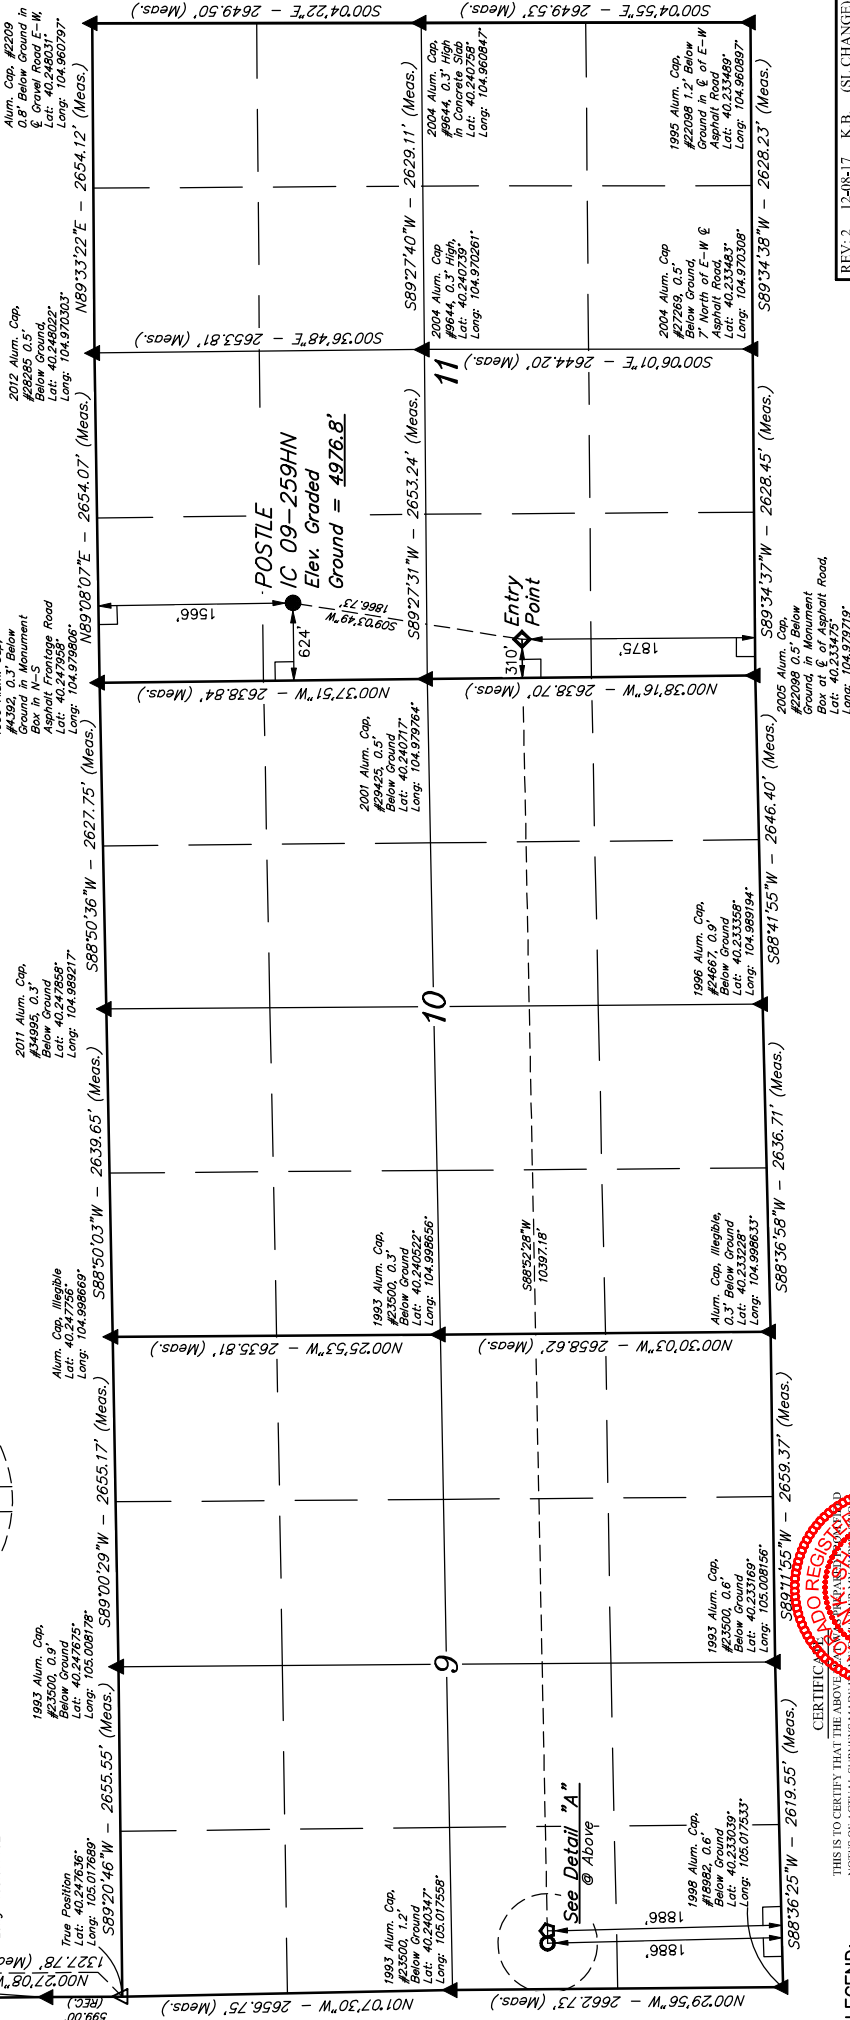 S00°04'22"E - 2649.50' (Meas.)
S00°04'55"E - 2649.53' (Meas.)
Alum. Cap, #2209
0.8' Below Ground in
℄ Gravel Road E-W,
Lat: 40.248031°
Long: 104.960797°
N89°33'22"E - 2654.12' (Meas.)
2004 Alum. Cap,
#9644, 0.3' High
in Concrete Slab
Lat: 40.240758°
Long: 104.960847°
S89°27'40"W - 2629.11' (Meas.)
1995 Alum. Cap,
#22098 1.2' Below
Ground in ℄ of E-W
Asphalt Road
Lat: 40.233489°
Long: 104.960897°
S89°34'38"W - 2628.23' (Meas.)
REV: 2 12-08-17 K.B. (SL CHANGE)
2012 Alum. Cap,
#28285 0.5'
Below Ground,
Lat: 40.248022°
Long: 104.970303°
S00°36'48"E - 2653.81' (Meas.)
2004 Alum. Cap
#9644, 0.3' High,
Lat: 40.240739°
Long: 104.970261°
11
S00°06'01"E - 2644.20' (Meas.)
2004 Alum. Cap
#27269, 0.5'
Below Ground,
7' North of E-W ℄
Asphalt Road,
Lat: 40.233483°
Long: 104.970308°
N89°08'07"E - 2654.07' (Meas.)
POSTLE
IC 09-259HN
Elev. Graded
Ground = 4976.8'
1566'
624'
S09°03'49"W
1866.73'
S89°27'31"W - 2653.24' (Meas.)
Entry
Point
310'
1875'
S89°34'37"W - 2628.45' (Meas.)
#4392, 0.3' Below
Ground in Monument
Box in N-S
Asphalt Frontage Road
Lat: 40.247958°
Long: 104.979806°
N00°37'51"W - 2638.84' (Meas.)
N00°38'16"W - 2638.70' (Meas.)
2005 Alum. Cap,
#22098 0.5' Below
Ground, in Monument
Box at ℄ of Asphalt Road,
Lat: 40.233475°
Long: 104.979719°
S88°50'36"W - 2627.75' (Meas.)
2001 Alum. Cap,
#29425, 0.5'
Below Ground
Lat: 40.240717°
Long: 104.979764°
S88°41'55"W - 2646.40' (Meas.)
2011 Alum. Cap,
#34995, 0.3'
Below Ground
Lat: 40.247858°
Long: 104.989217°
10
1996 Alum. Cap,
#24667, 0.9'
Below Ground
Lat: 40.233358°
Long: 104.989194°
S88°50'03"W - 2639.65' (Meas.)
S88°36'58"W - 2636.71' (Meas.)
Alum. Cap, Illegible
Lat: 40.247756°
Long: 104.998669°
1993 Alum. Cap,
#23500, 0.3'
Below Ground
Lat: 40.240522°
Long: 104.998656°
S88°52'28"W
10397.18'
Alum. Cap, Illegible,
0.3' Below Ground
Lat: 40.233228°
Long: 104.998633°
N00°25'53"W - 2635.81' (Meas.)
N00°30'03"W - 2658.62' (Meas.)
S89°00'29"W - 2655.17' (Meas.)
S89°11'55"W - 2659.37' (Meas.)
1993 Alum. Cap,
#23500, 0.9'
Below Ground
Lat: 40.247675°
Long: 105.008178°
9
1993 Alum. Cap,
#23500, 0.6'
Below Ground
Lat: 40.233169°
Long: 105.008156°
S89°20'46"W - 2655.55' (Meas.)
See Detail "A"
@ Above
1886'
1886'
S88°36'25"W - 2619.55' (Meas.)
True Position
Lat: 40.247636°
Long: 105.017689°
1993 Alum. Cap,
#23500, 1.2'
Below Ground
Lat: 40.240347°
Long: 105.017558°
1998 Alum. Cap,
#18982, 0.6'
Below Ground
Lat: 40.233039°
Long: 105.017533°
N00°27'08"W
1327.78' (Mea
599.00'
(REC.)
N01°07'30"W - 2656.75' (Meas.)
N00°29'56"W - 2662.73' (Meas.)
CERTIFICATE
THIS IS TO CERTIFY THAT THE ABOVE
LEGEND: